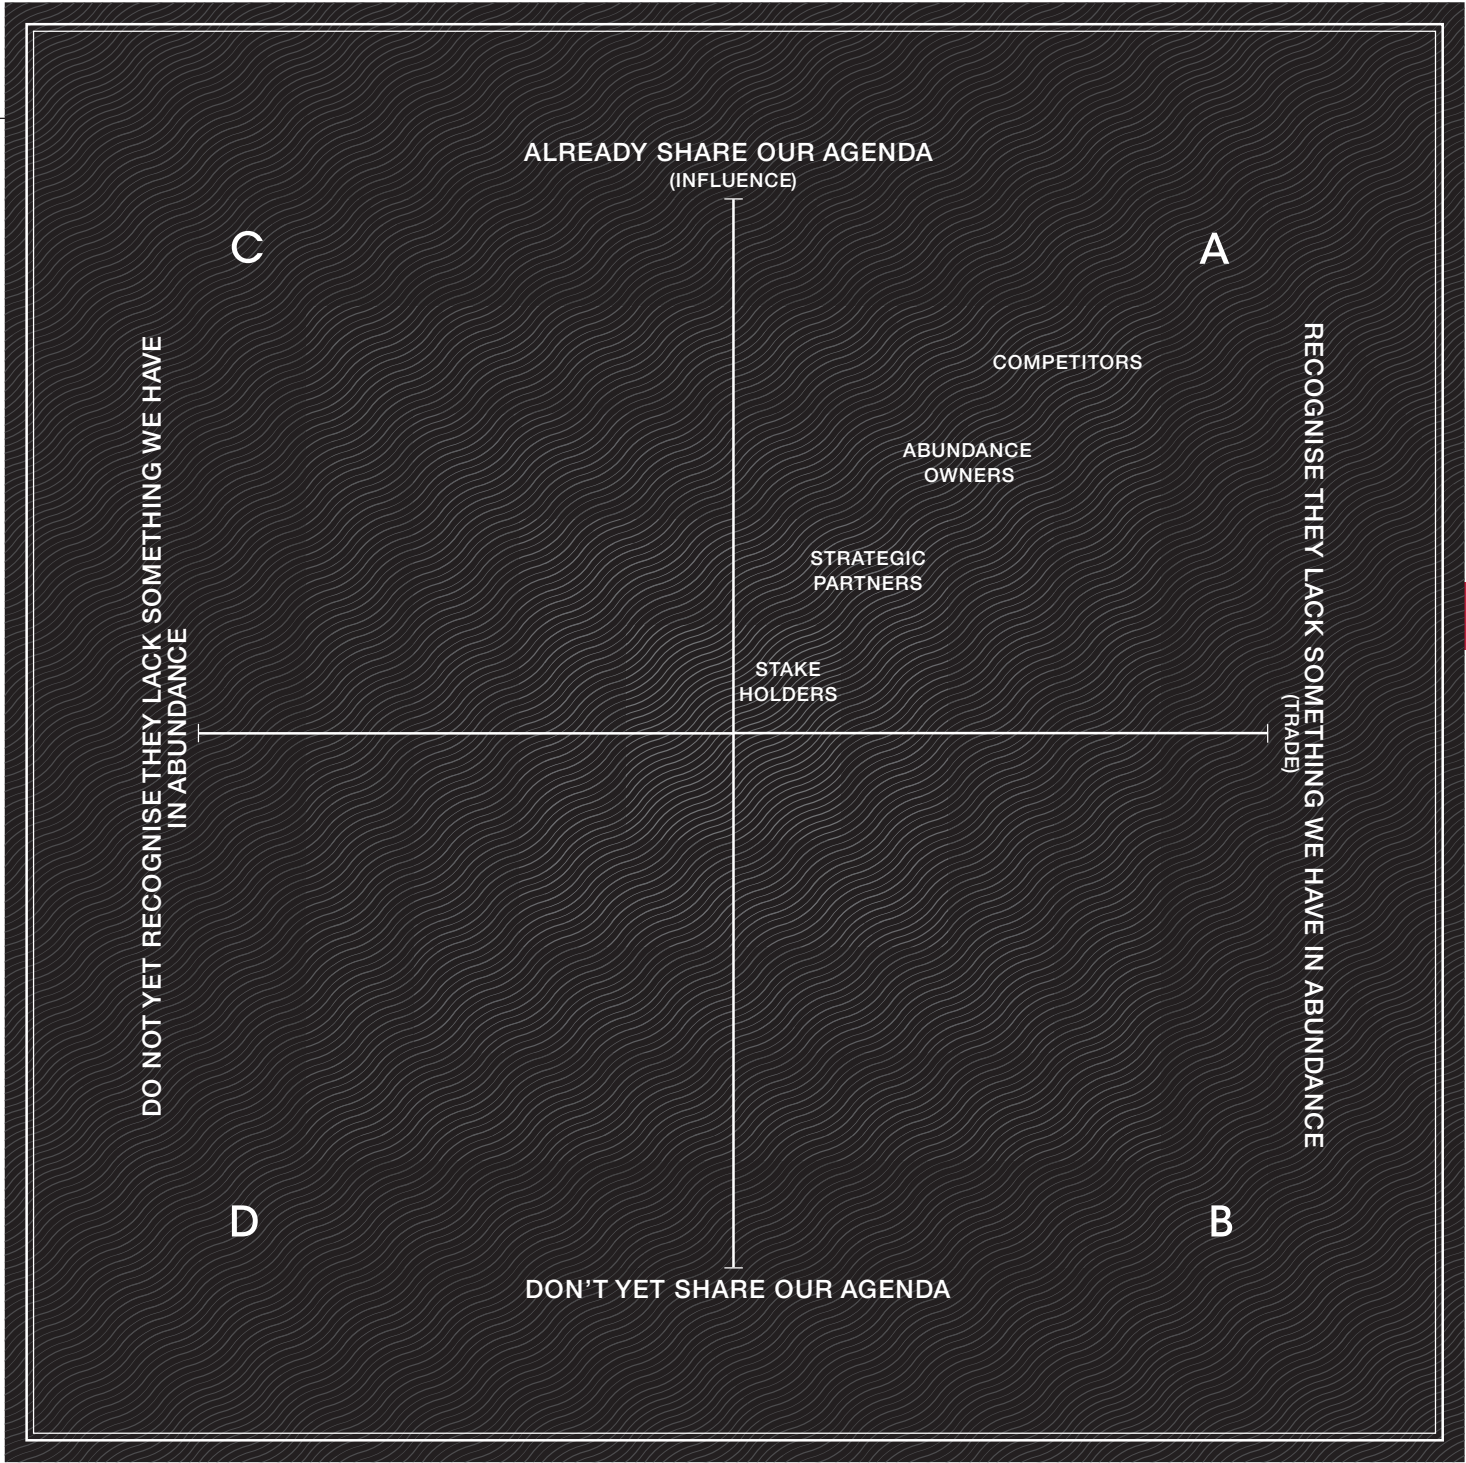 ALREADY SHARE OUR AGENDA
(INFLUENCE)
C
A
DO NOT YET RECOGNISE THEY LACK SOMETHING WE HAVE
IN ABUNDANCE
COMPETITORS
ABUNDANCE
OWNERS
STRATEGIC
PARTNERS
STAKE
HOLDERS
RECOGNISE THEY LACK SOMETHING WE HAVE IN ABUNDANCE
(TRADE)
D
B
DON’T YET SHARE OUR AGENDA